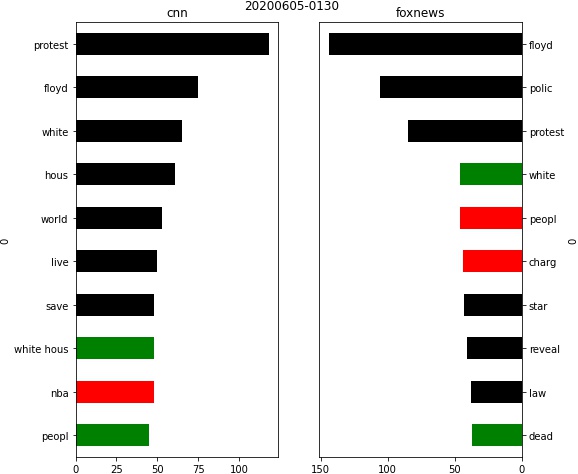 20200605-0130
cnn
foxnews
protest
floyd
white
hous
world
live
save
white hous
nba
peopl
0
0 25 50 75 100
floyd
polic
protest
white
peopl
charg
star
reveal
law
dead
0
150 100 50 0